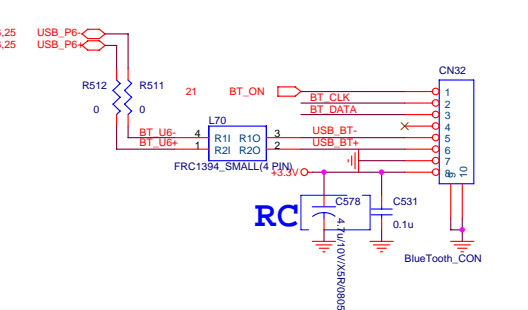 5,25 USB_P6-
5,25 USB_P6+
CN32
R512 R511
0 0
21 BT_ON
1
BT_CLK
2
BT_DATA
3
4
L70
BT_U6- 4 R1I R1O 3 USB_BT- 5
BT_U6+ 1 R2I R2O 2 USB_BT+ 6
7
FRC1394_SMALL(4 PIN)
+3.3V
8
9
10
RC
C578
4.7u/10V/X5R/0805
C531
0.1u
BlueTooth_CON